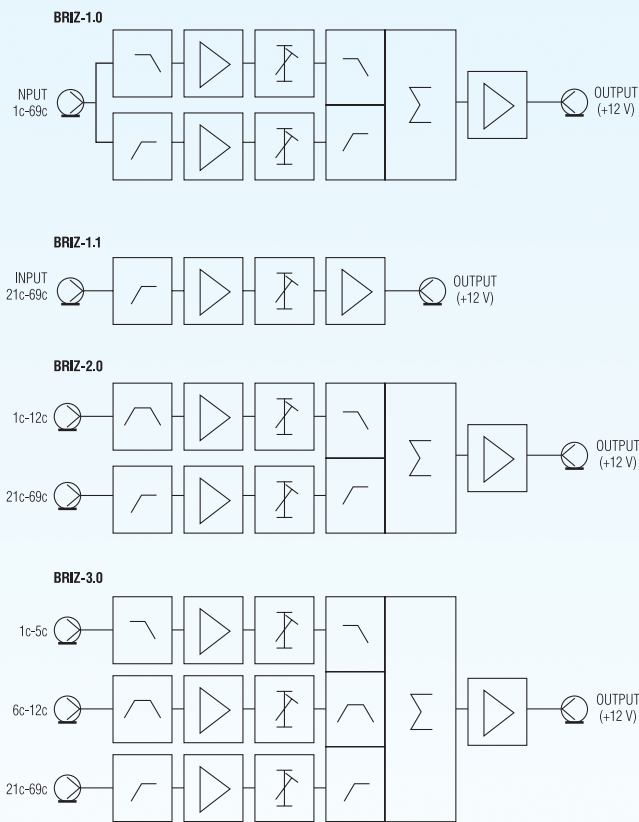 BRIZ-1.0
NPUT
1c-69c
OUTPUT
(+12 V)
Σ
BRIZ-1.1
INPUT
21c-69c
OUTPUT
(+12 V)
BRIZ-2.0
1c-12c
21c-69c
Σ
OUTPUT
(+12 V)
BRIZ-3.0
1c-5c
6c-12c
21c-69c
Σ
OUTPUT
(+12 V)